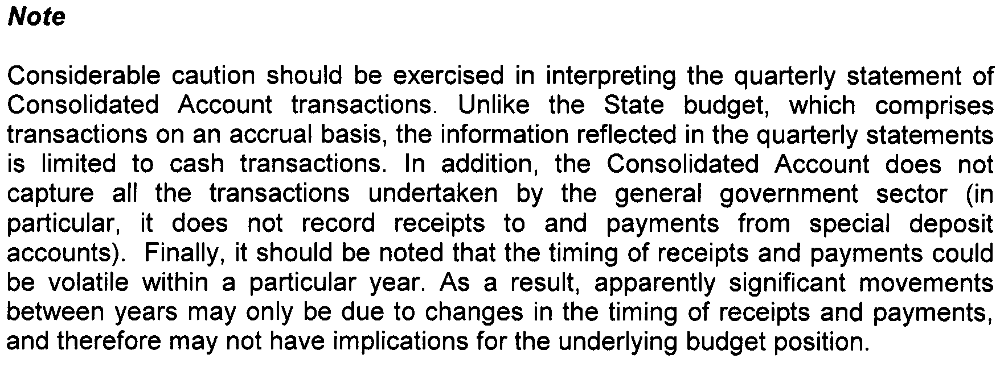 Note
Considerable caution should be exercised in interpreting the quarterly statement of
Consolidated Account transactions. Unlike the State budget, which comprises
transactions on an accrual basis, the information reflected in the quarterly statements
is limited to cash transactions. In addition, the Consolidated Account does not
capture all the transactions undertaken by the general government sector (in
particular, it does not record receipts to and payments from special deposit
accounts). Finally, it should be noted that the timing of receipts and payments could
be volatile within a particular year. As a result, apparently significant movements
between years may only be due to changes in the timing of receipts and payments,
and therefore may not have implications for the underlying budget position.